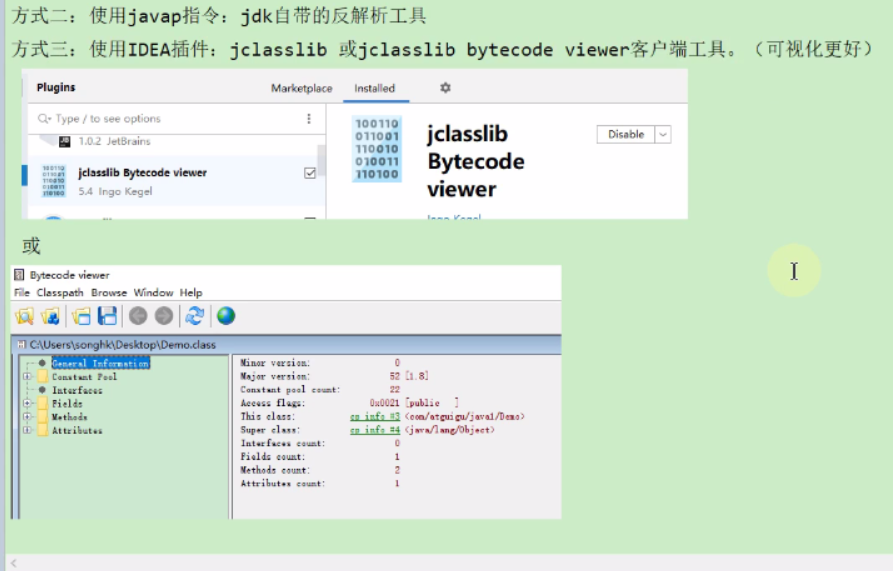 方式二：使用javap指令：jdk自带的反解析工具
方式三：使用IDEA插件：jclasslib 或jclasslib bytecode viewer客户端工具。（可视化更好）
Plugins
Marketplace
Installed
Type / to see options
1.0.2 JetBrains
jclasslib Bytecode viewer
5.4 Ingo Kegel
100110
011001
110010
010011
110100
jclasslib
Bytecode
viewer
Disable
或
Bytecode viewer
File Classpath Browse Window Help
C:\Users\songhk\Desktop\Demo.class
General Information
Constant Pool
Interfaces
Fields
Methods
Attributes
Minor version: 0
Major version: 52 [1.8]
Constant pool count: 22
Access flags: 0x0021 [public ]
This class: cp_info #3 <com/atguigu/java1/Demo>
Super class: cp_info #4 <java/lang/Object>
Interfaces count: 0
Fields count: 1
Methods count: 2
Attributes count: 1